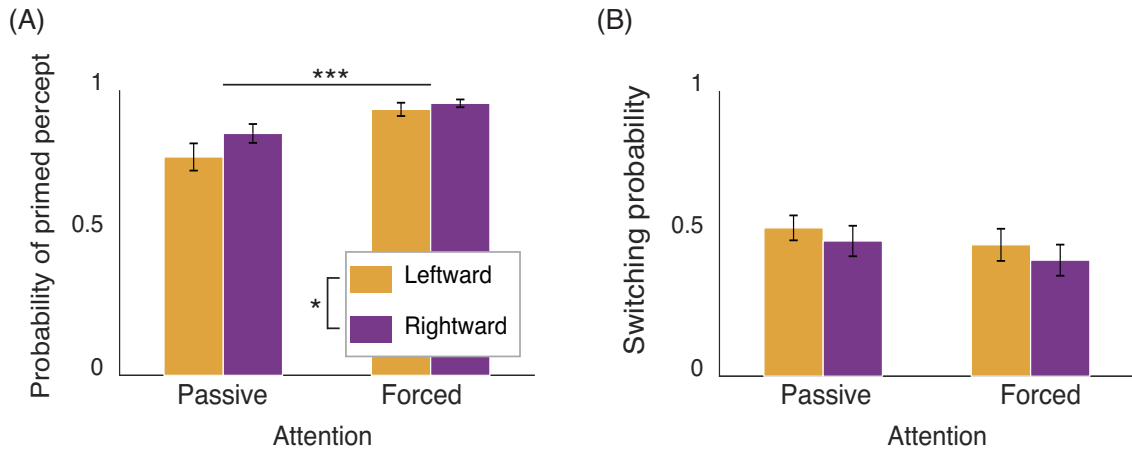 (A)
Probability of primed percept
1
0.5
0
***
*
Leftward
Rightward
Passive
Forced
Attention
(B)
Switching probability
1
0.5
0
Passive
Forced
Attention